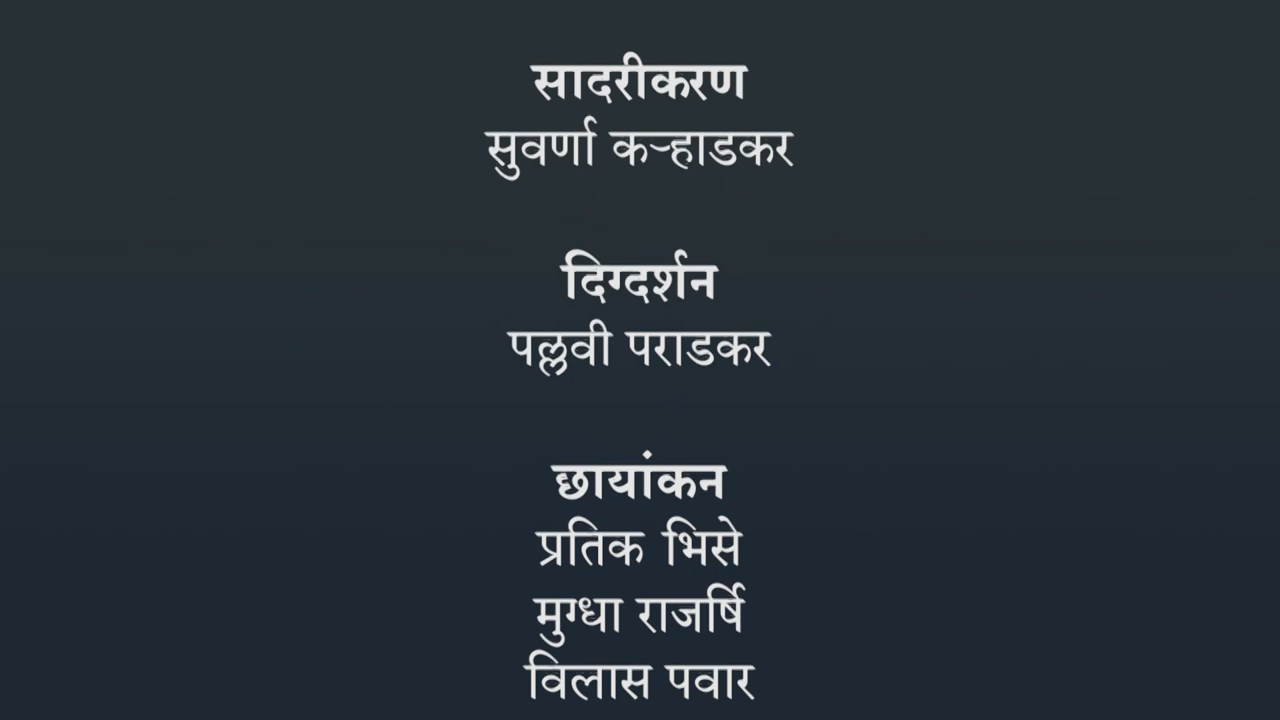 सादरीकरण
सुवर्णा कऱ्हाडकर
दिग्दर्शन
पल्लवी पराडकर
छायांकन
प्रतिक भिसे
मुग्धा राजर्षि
विलास पवार